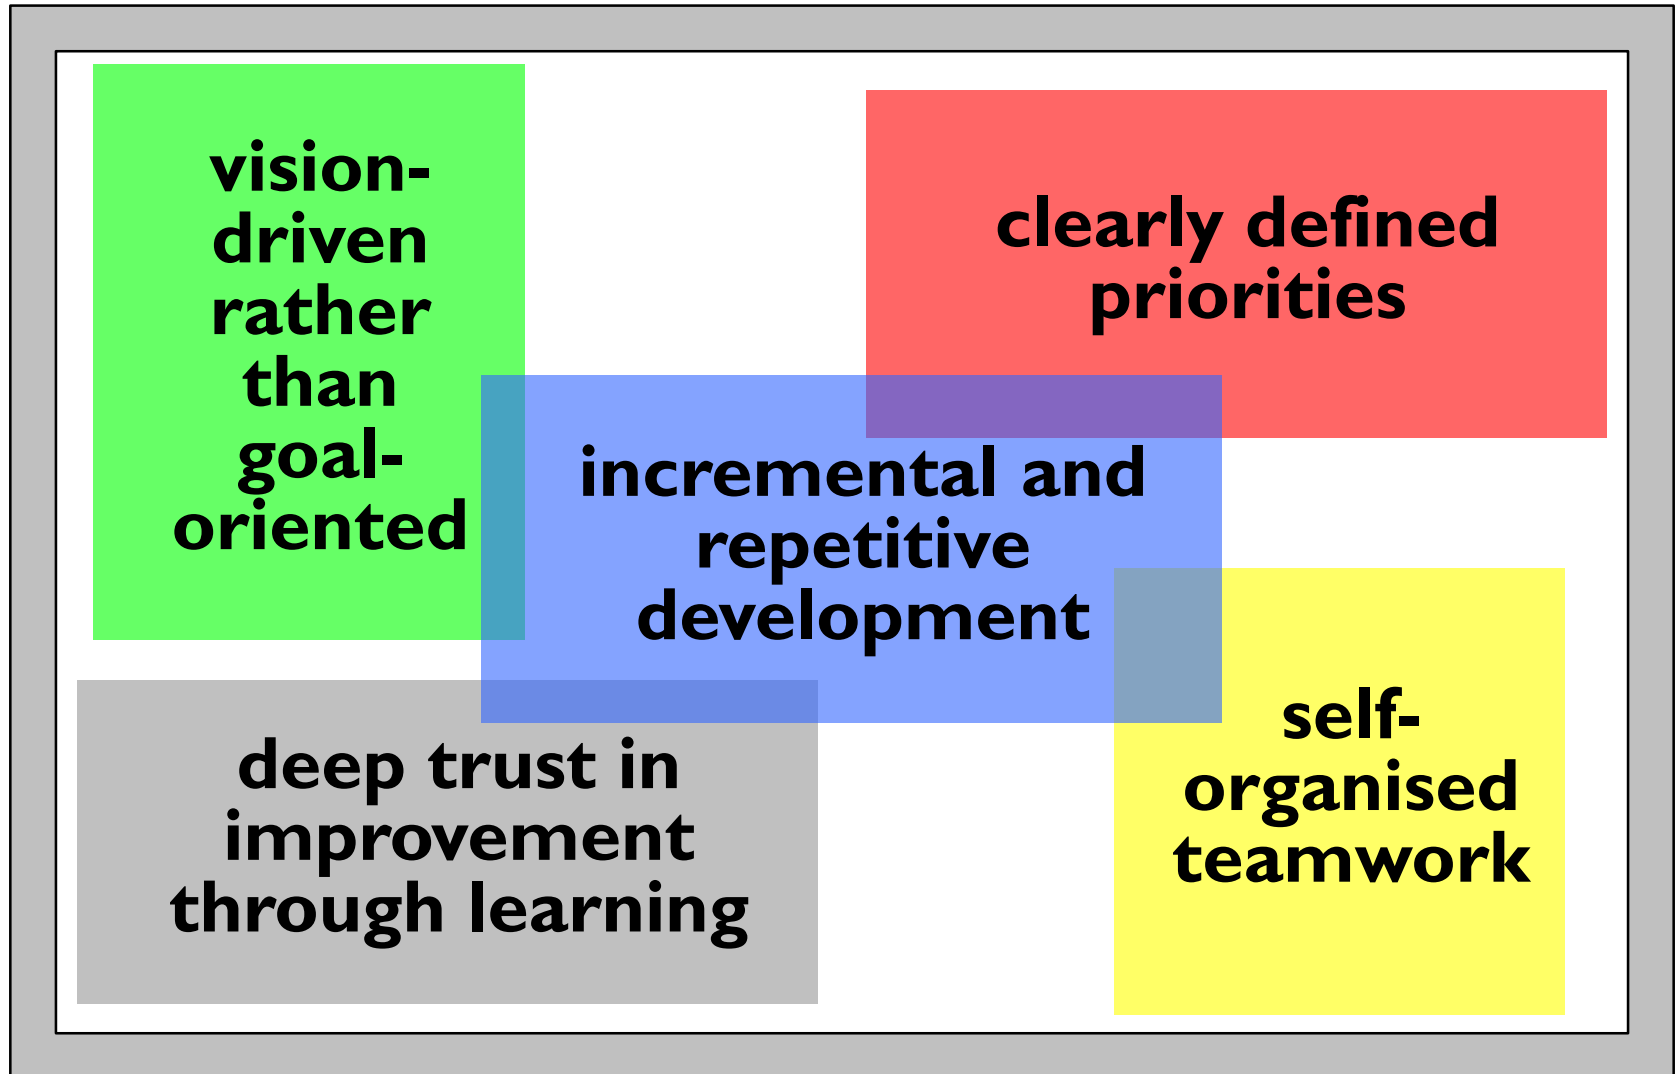 vision-
driven
rather
than
goal-
oriented
clearly defined
priorities
incremental and
repetitive
development
deep trust in
improvement
through learning
self-
organised
teamwork